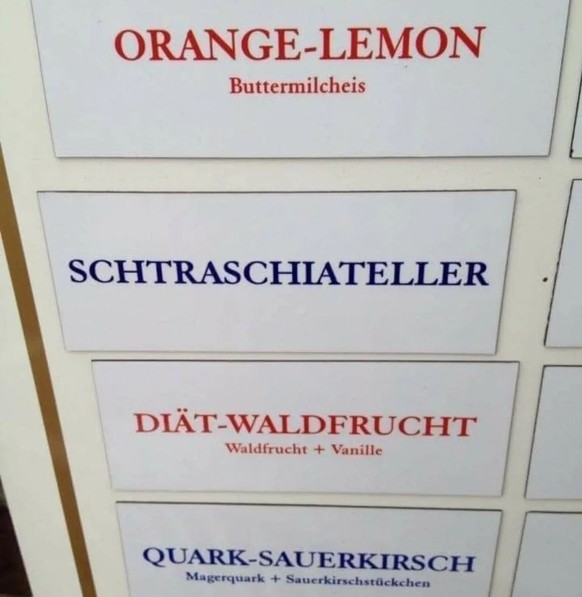 ORANGE-LEMON
Buttermilcheis
SCHTRASCHIATELLER
DIÄT-WALDFRUCHT
Waldfrucht + Vanille
QUARK-SAUERKIRSCH
Magerquark + Sauerkirschstückchen